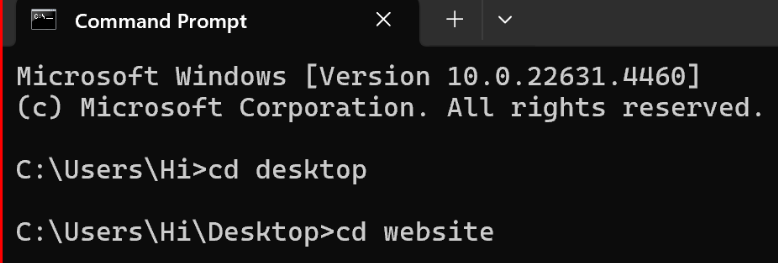 Command Prompt
Microsoft Windows [Version 10.0.22631.4460]
(c) Microsoft Corporation. All rights reserved.
C:\Users\Hi>cd desktop
C:\Users\Hi\Desktop>cd website